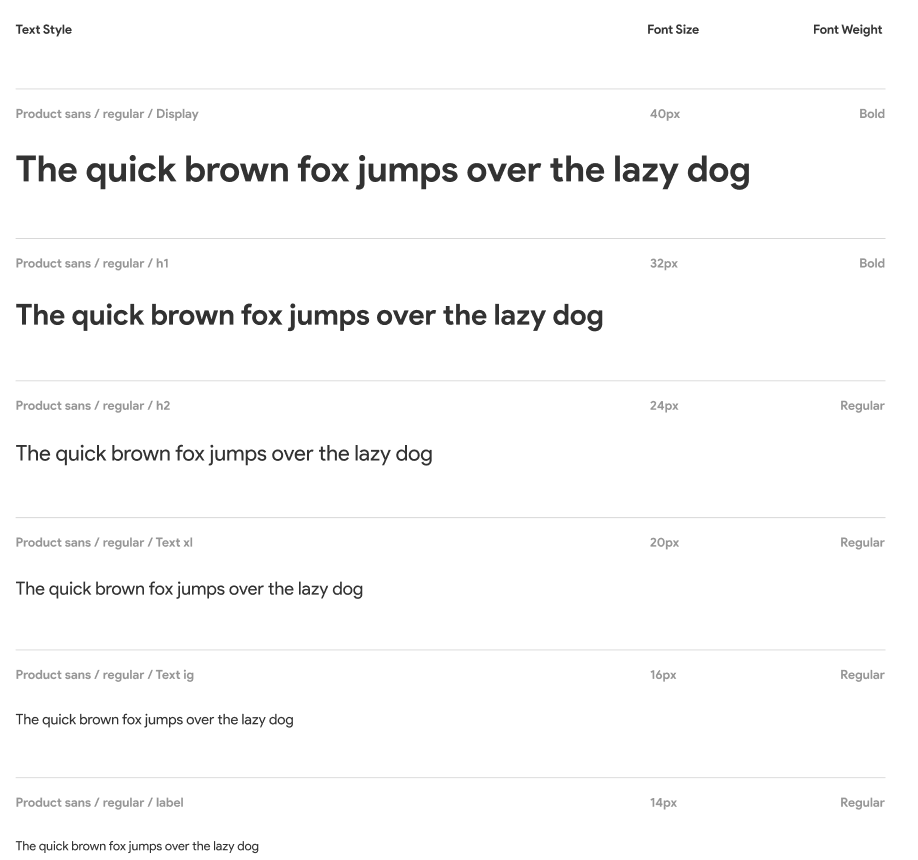 Text Style Font Size Font Weight
Product sans / regular / Display 40px Bold
The quick brown fox jumps over the lazy dog
Product sans / regular / h1 32px Bold
The quick brown fox jumps over the lazy dog
Product sans / regular / h2 24px Regular
The quick brown fox jumps over the lazy dog
Product sans / regular / Text xl 20px Regular
The quick brown fox jumps over the lazy dog
Product sans / regular / Text ig 16px Regular
The quick brown fox jumps over the lazy dog
Product sans / regular / label 14px Regular
The quick brown fox jumps over the lazy dog